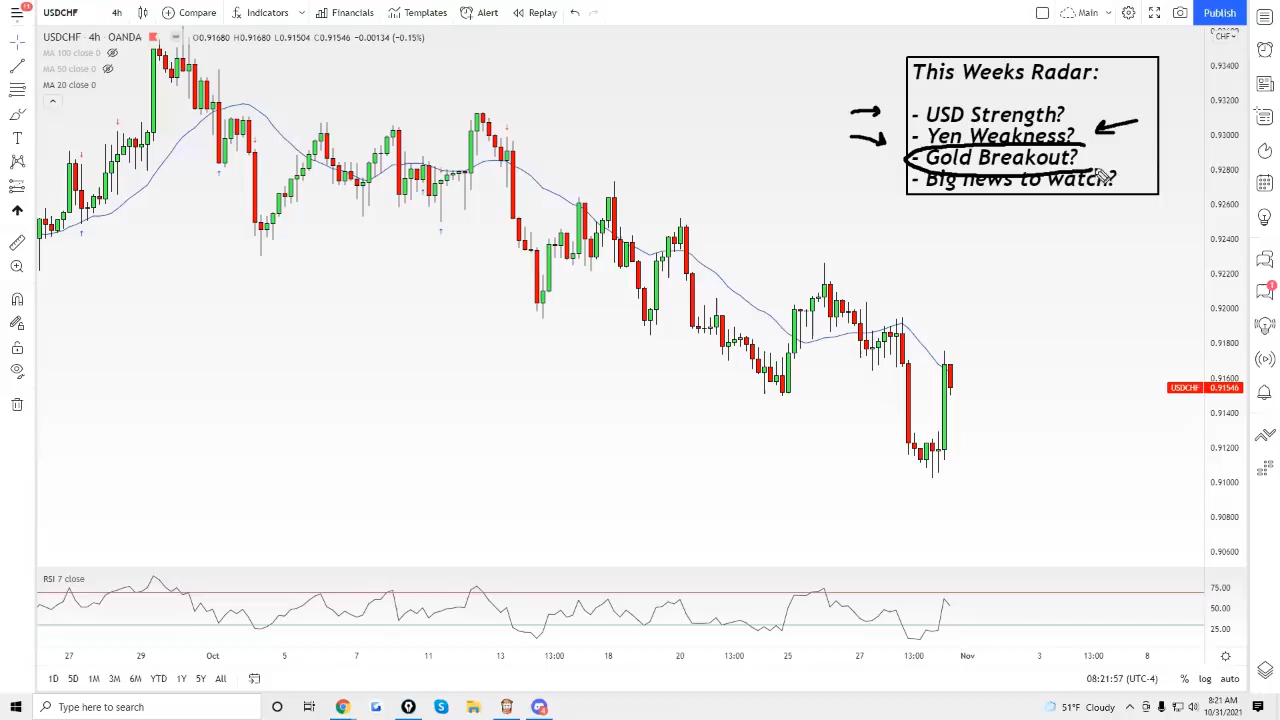 11
USDCHF
4h
Compare
Indicators
Financials
Templates
Alert
Replay
Main
Publish
USDCHF · 4h · OANDA
O0.91680 H0.91680 L0.91504 C0.91546 -0.00134 (-0.15%)
CHF
MA 100 close 0
MA 50 close 0
MA 20 close 0
This Weeks Radar:
- USD Strength?
- Yen Weakness?
- Gold Breakout?
- Big news to watch?
0.93400
0.93200
0.93000
0.92800
0.92600
0.92400
0.92200
0.92000
0.91800
0.91600
USDCHF 0.91546
0.91400
0.91200
0.91000
0.90800
0.90600
1
RSI 7 close
75.00
50.00
25.00
27 29 Oct 5 7 11 13 13:00 18 20 13:00 25 27 13:00 Nov 3 13:00 8
1D 5D 1M 3M 6M YTD 1Y 5Y All
08:21:57 (UTC-4) % log auto
Type here to search
51°F Cloudy
8:21 AM
10/31/2021